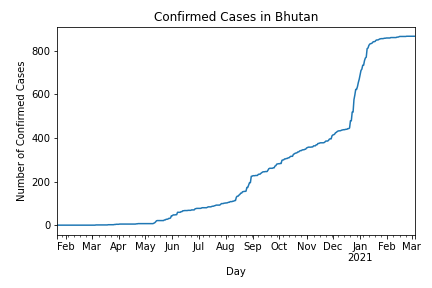 Confirmed Cases in Bhutan
Number of Confirmed Cases
800
600
400
200
0
Feb Mar Apr May Jun Jul Aug Sep Oct Nov Dec Jan Feb Mar
2021
Day